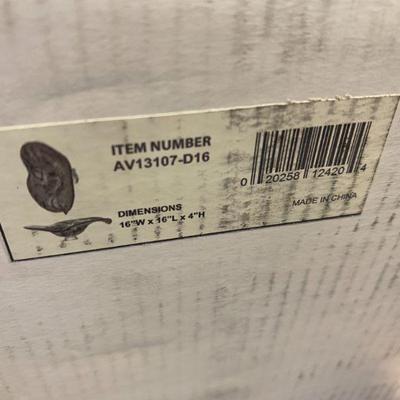 ITEM NUMBER
AV13107-D16
DIMENSIONS
16"W x 16"L x 4"H
0 20258 12420 4
MADE IN CHINA